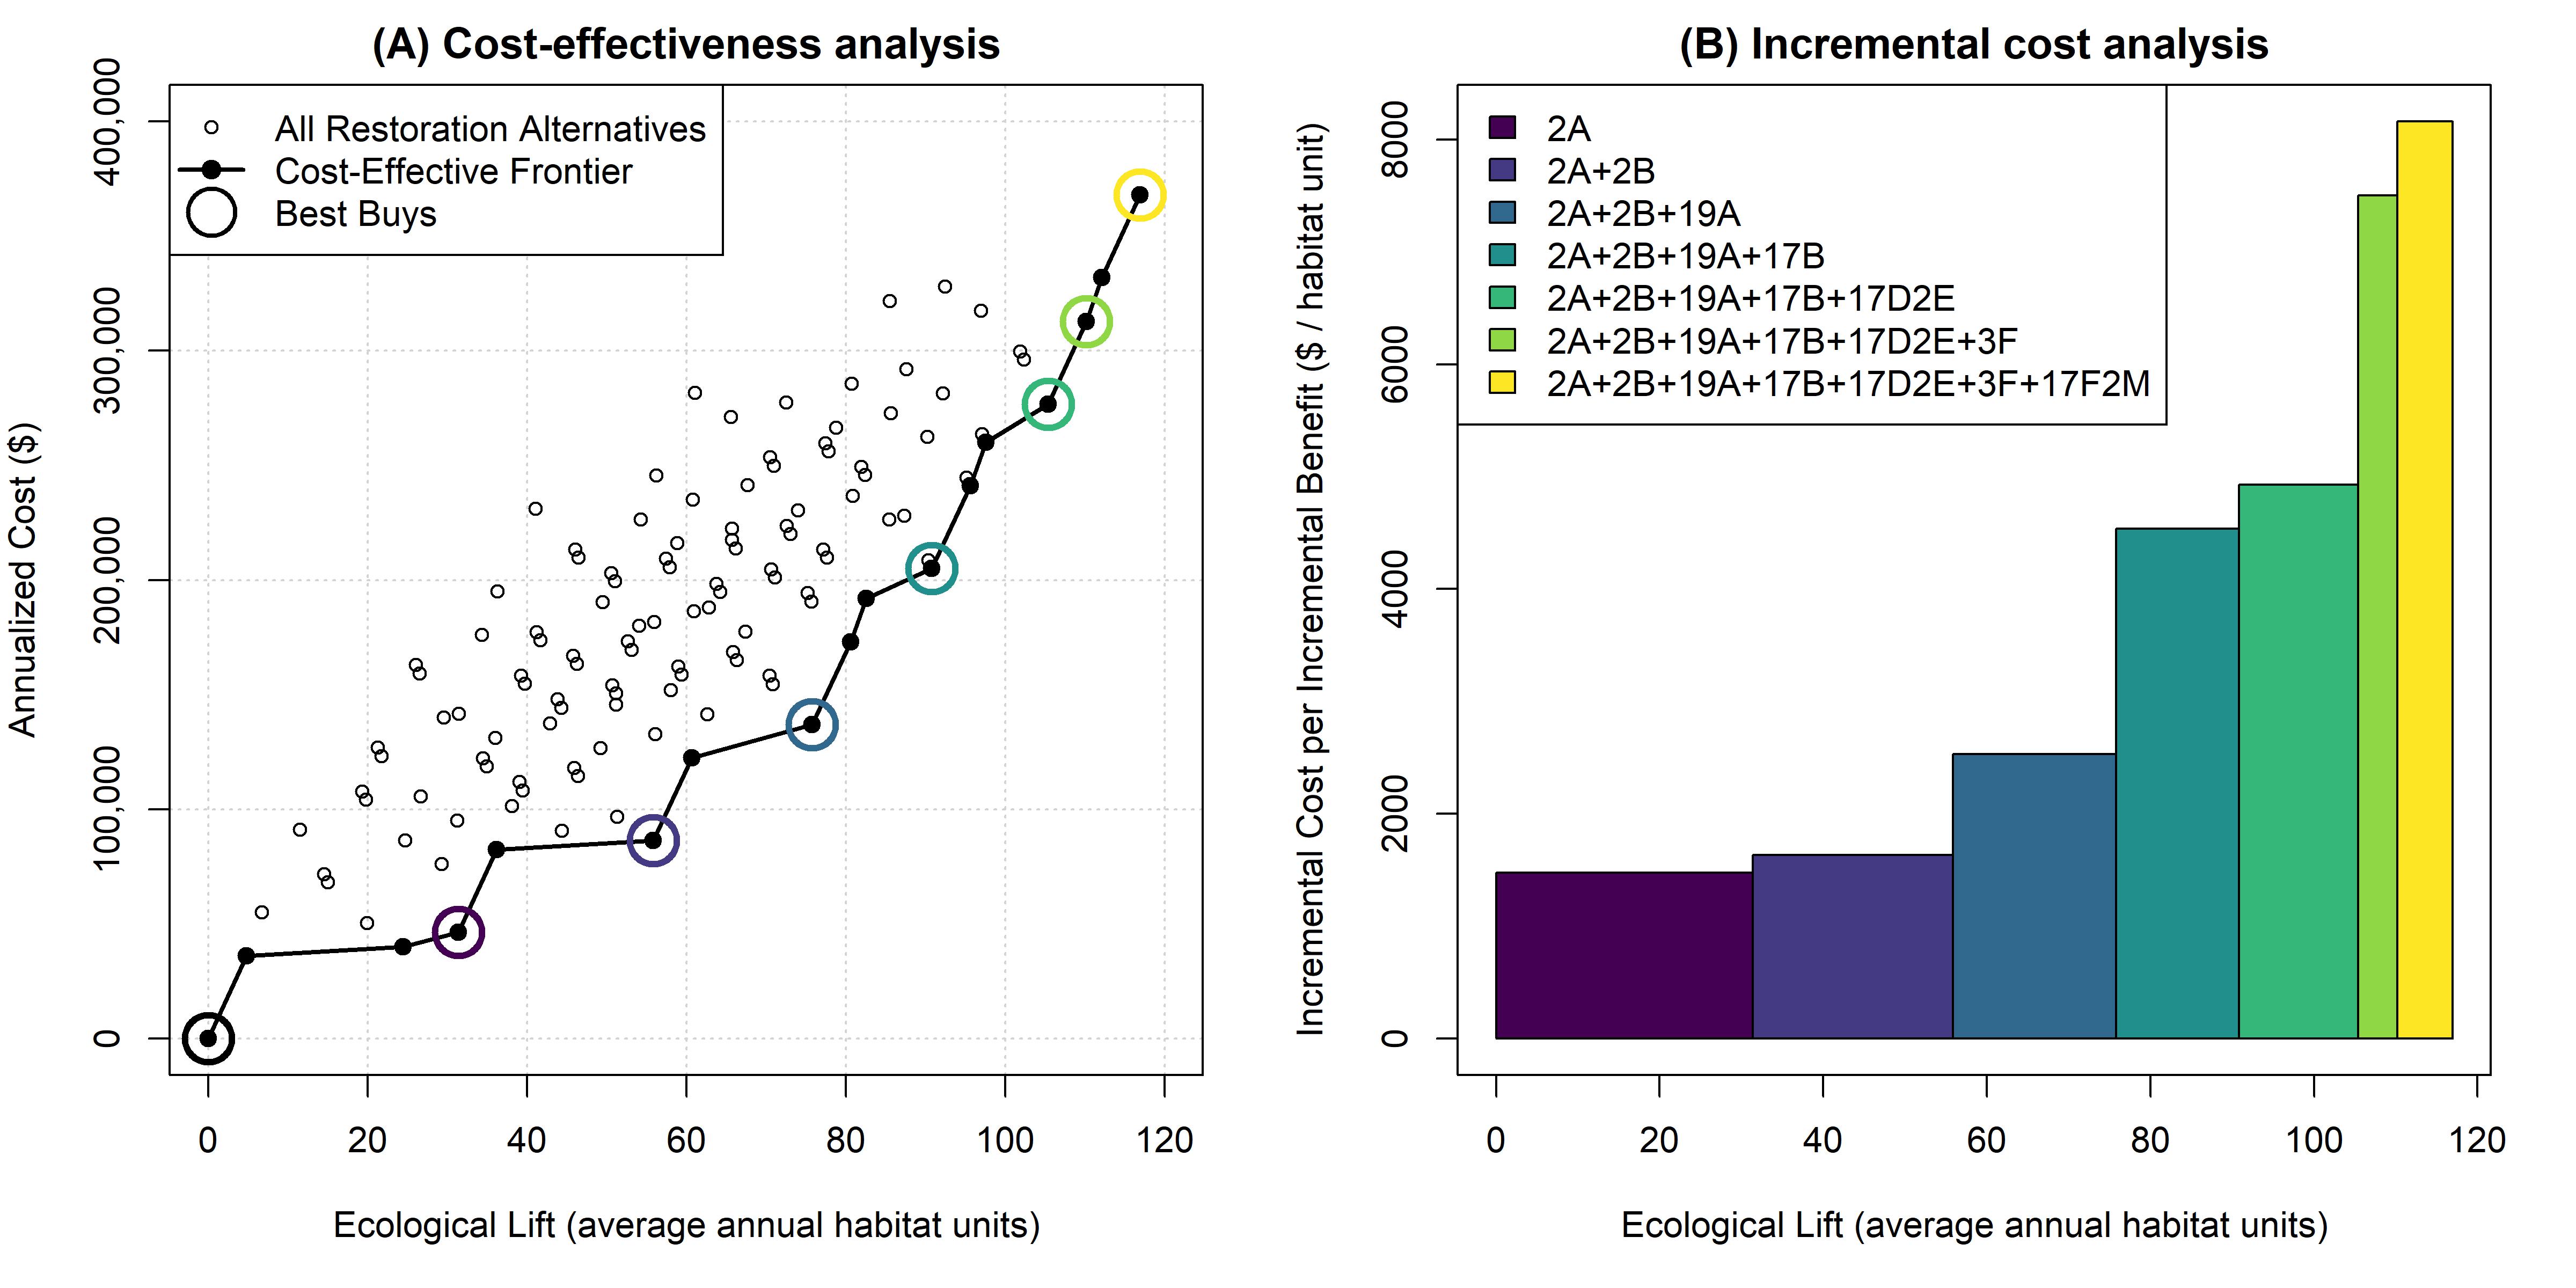 (A) Cost-effectiveness analysis
All Restoration Alternatives
Cost-Effective Frontier
Best Buys
Annualized Cost ($)
400,000
300,000
200,000
100,000
0
0 20 40 60 80 100 120
Ecological Lift (average annual habitat units)
(B) Incremental cost analysis
2A
2A+2B
2A+2B+19A
2A+2B+19A+17B
2A+2B+19A+17B+17D2E
2A+2B+19A+17B+17D2E+3F
2A+2B+19A+17B+17D2E+3F+17F2M
Incremental Cost per Incremental Benefit ($ / habitat unit)
8000
6000
4000
2000
0
0 20 40 60 80 100 120
Ecological Lift (average annual habitat units)